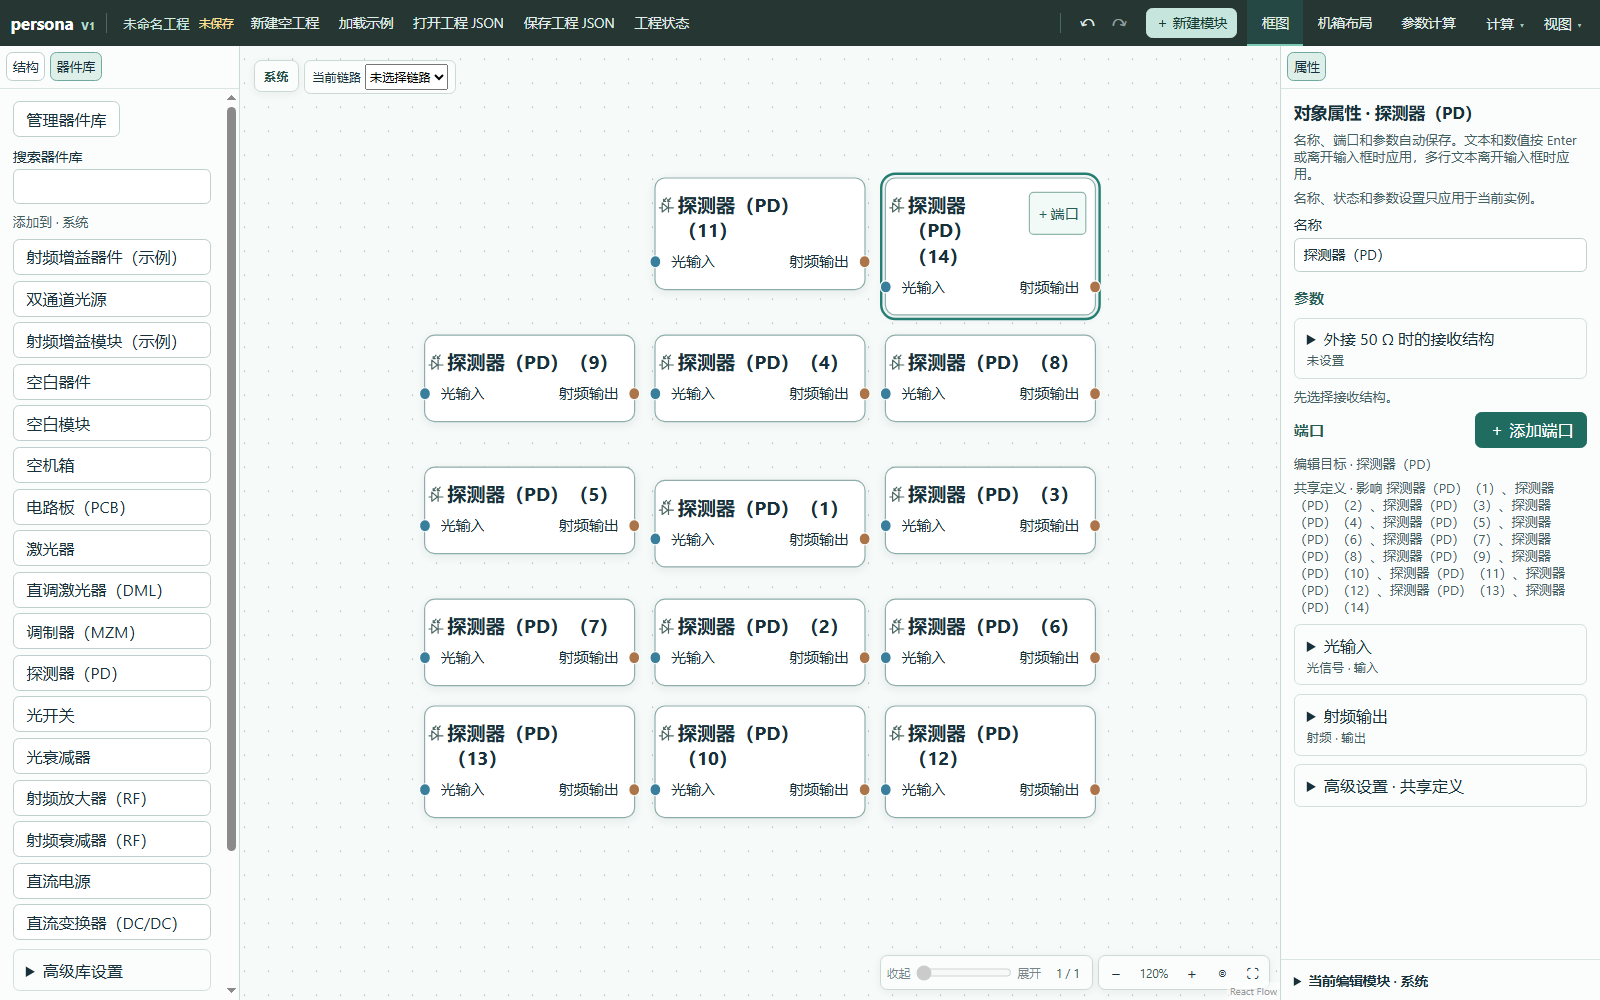 persona V1 未命名工程 未保存 新建空工程 加载示例 打开工程 JSON 保存工程 JSON 工程状态 + 新建模块 框图 机箱布局 参数计算 计算 视图
结构 器件库
管理器件库
搜索器件库
添加到 · 系统
射频增益器件（示例）
双通道光源
射频增益模块（示例）
空白器件
空白模块
空机箱
电路板（PCB）
激光器
直调激光器（DML）
调制器（MZM）
探测器（PD）
光开关
光衰减器
射频放大器（RF）
射频衰减器（RF）
直流电源
直流变换器（DC/DC）
高级库设置
系统 当前链路 未选择链路
探测器（PD）
（11）
光输入 射频输出
探测器
（PD）
（14）
+ 端口
光输入 射频输出
探测器（PD）（9）
光输入 射频输出
探测器（PD）（4）
光输入 射频输出
探测器（PD）（8）
光输入 射频输出
探测器（PD）（5）
光输入 射频输出
探测器（PD）（1）
光输入 射频输出
探测器（PD）（3）
光输入 射频输出
探测器（PD）（7）
光输入 射频输出
探测器（PD）（2）
光输入 射频输出
探测器（PD）（6）
光输入 射频输出
探测器（PD）
（13）
光输入 射频输出
探测器（PD）
（10）
光输入 射频输出
探测器（PD）
（12）
光输入 射频输出
收起 展开 1 / 1
− 120% +
React Flow
属性
对象属性 · 探测器（PD）
名称、端口和参数自动保存。文本和数值按 Enter
或离开输入框时应用，多行文本离开输入框时应
用。
名称、状态和参数设置只应用于当前实例。
名称
探测器（PD）
参数
外接 50 Ω 时的接收结构
未设置
先选择接收结构。
端口 + 添加端口
编辑目标 · 探测器（PD）
共享定义 · 影响 探测器（PD）（1）、探测器
（PD）（2）、探测器（PD）（3）、探测器
（PD）（4）、探测器（PD）（5）、探测器
（PD）（6）、探测器（PD）（7）、探测器
（PD）（8）、探测器（PD）（9）、探测器
（PD）（10）、探测器（PD）（11）、探测器
（PD）（12）、探测器（PD）（13）、探测器
（PD）（14）
光输入
光信号 · 输入
射频输出
射频 · 输出
高级设置 · 共享定义
当前编辑模块 · 系统